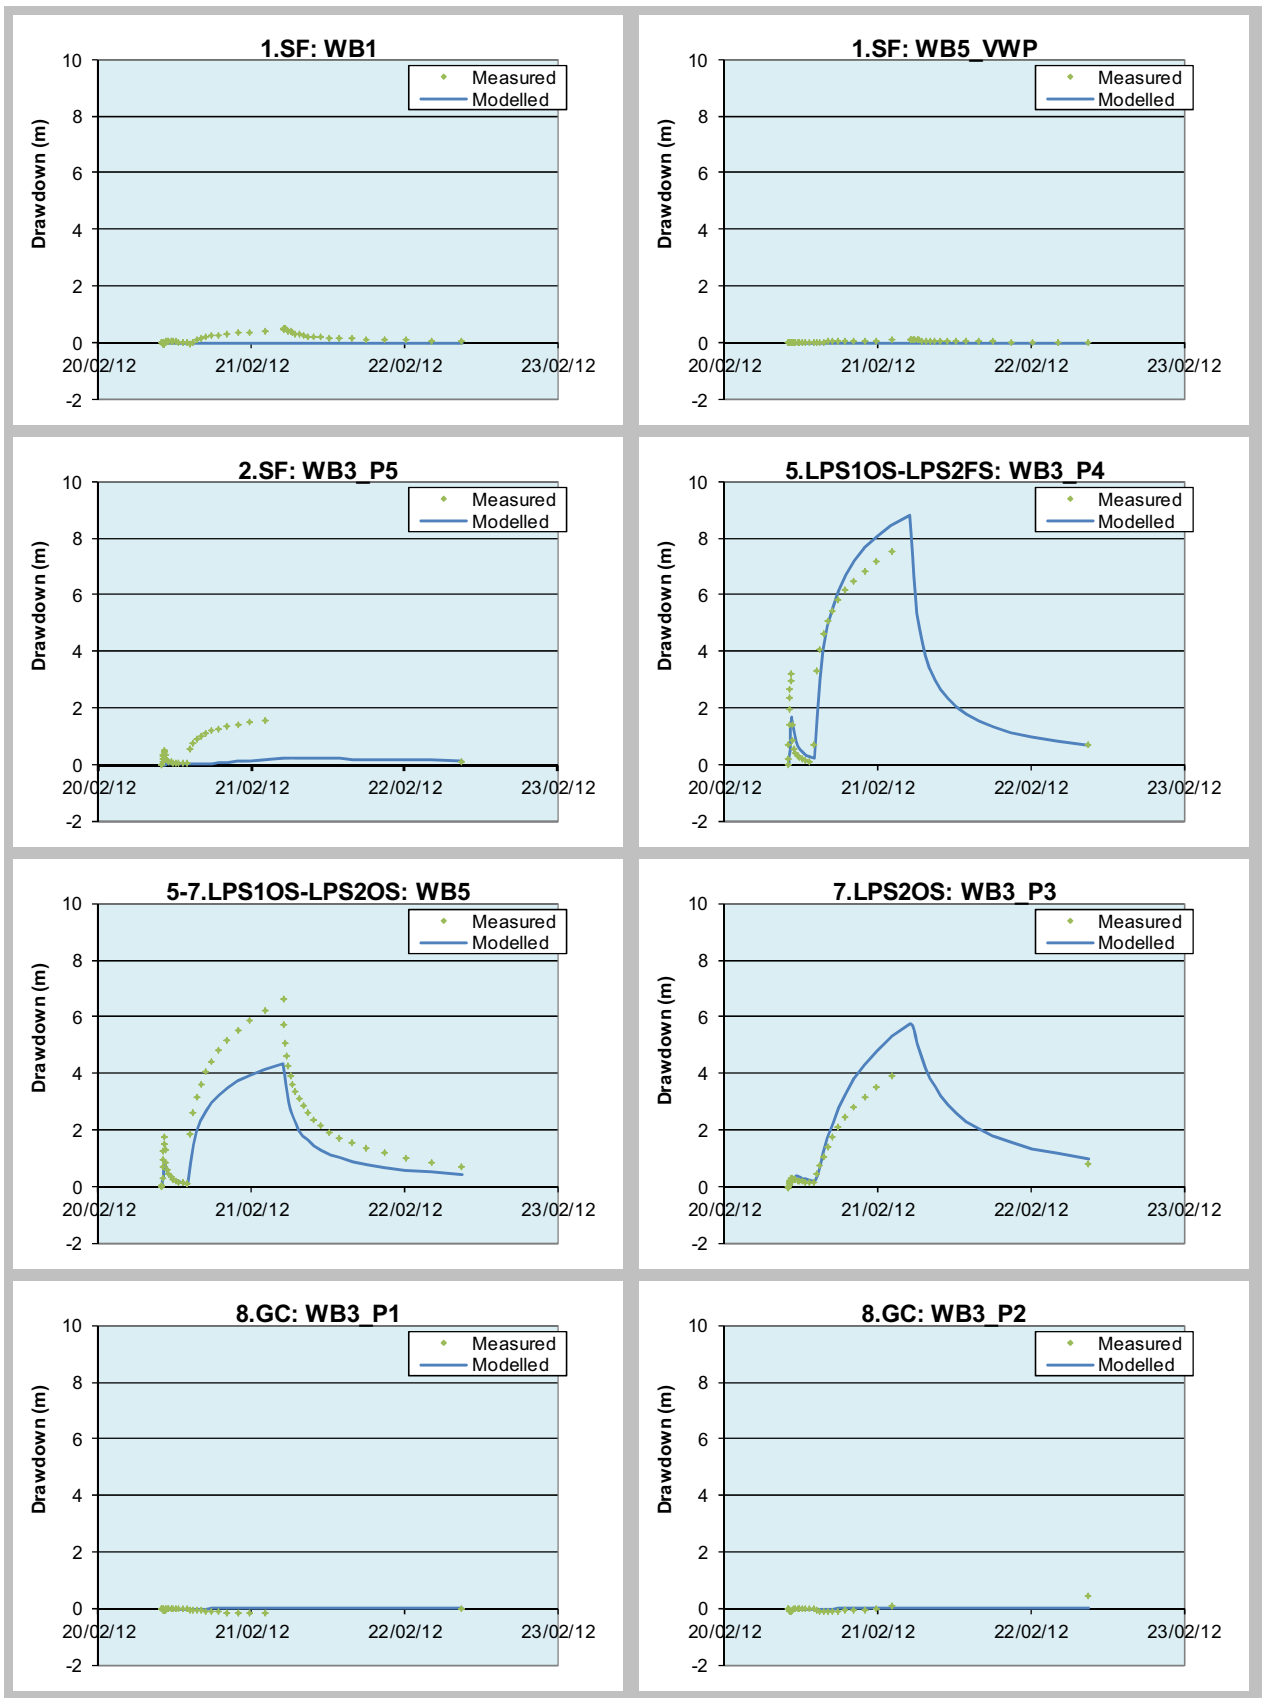 1.SF: WB1
Measured
Modelled
Drawdown (m)
10
8
6
4
2
0
-2
20/02/12 21/02/12 22/02/12 23/02/12
1.SF: WB5_VWP
Measured
Modelled
Drawdown (m)
10
8
6
4
2
0
-2
20/02/12 21/02/12 22/02/12 23/02/12
2.SF: WB3_P5
Measured
Modelled
Drawdown (m)
10
8
6
4
2
0
-2
20/02/12 21/02/12 22/02/12 23/02/12
5.LPS1OS-LPS2FS: WB3_P4
Measured
Modelled
Drawdown (m)
10
8
6
4
2
0
-2
20/02/12 21/02/12 22/02/12 23/02/12
5-7.LPS1OS-LPS2OS: WB5
Measured
Modelled
Drawdown (m)
10
8
6
4
2
0
-2
20/02/12 21/02/12 22/02/12 23/02/12
7.LPS2OS: WB3_P3
Measured
Modelled
Drawdown (m)
10
8
6
4
2
0
-2
20/02/12 21/02/12 22/02/12 23/02/12
8.GC: WB3_P1
Measured
Modelled
Drawdown (m)
10
8
6
4
2
0
-2
20/02/12 21/02/12 22/02/12 23/02/12
8.GC: WB3_P2
Measured
Modelled
Drawdown (m)
10
8
6
4
2
0
-2
20/02/12 21/02/12 22/02/12 23/02/12